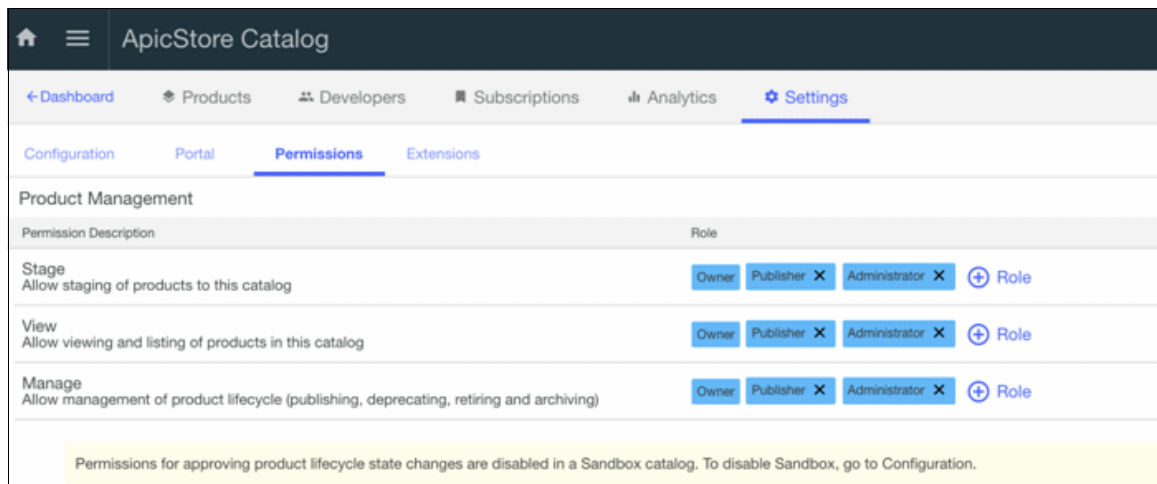 ApicStore Catalog
Dashboard Products Developers Subscriptions Analytics Settings
Configuration Portal Permissions Extensions
Product Management
Permission Description Role
Stage
Allow staging of products to this catalog
Owner Publisher Administrator Role
View
Allow viewing and listing of products in this catalog
Owner Publisher Administrator Role
Manage
Allow management of product lifecycle (publishing, deprecating, retiring and archiving)
Owner Publisher Administrator Role
Permissions for approving product lifecycle state changes are disabled in a Sandbox catalog. To disable Sandbox, go to Configuration.